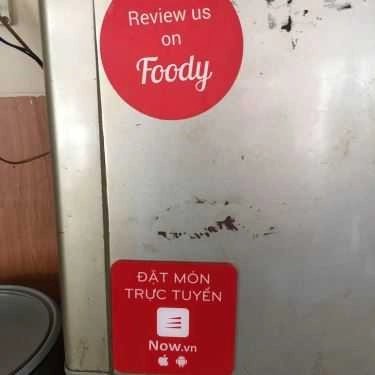 Review us
on
Foody
ĐẶT MÓN
TRỰC TUYẾN
Now.vn